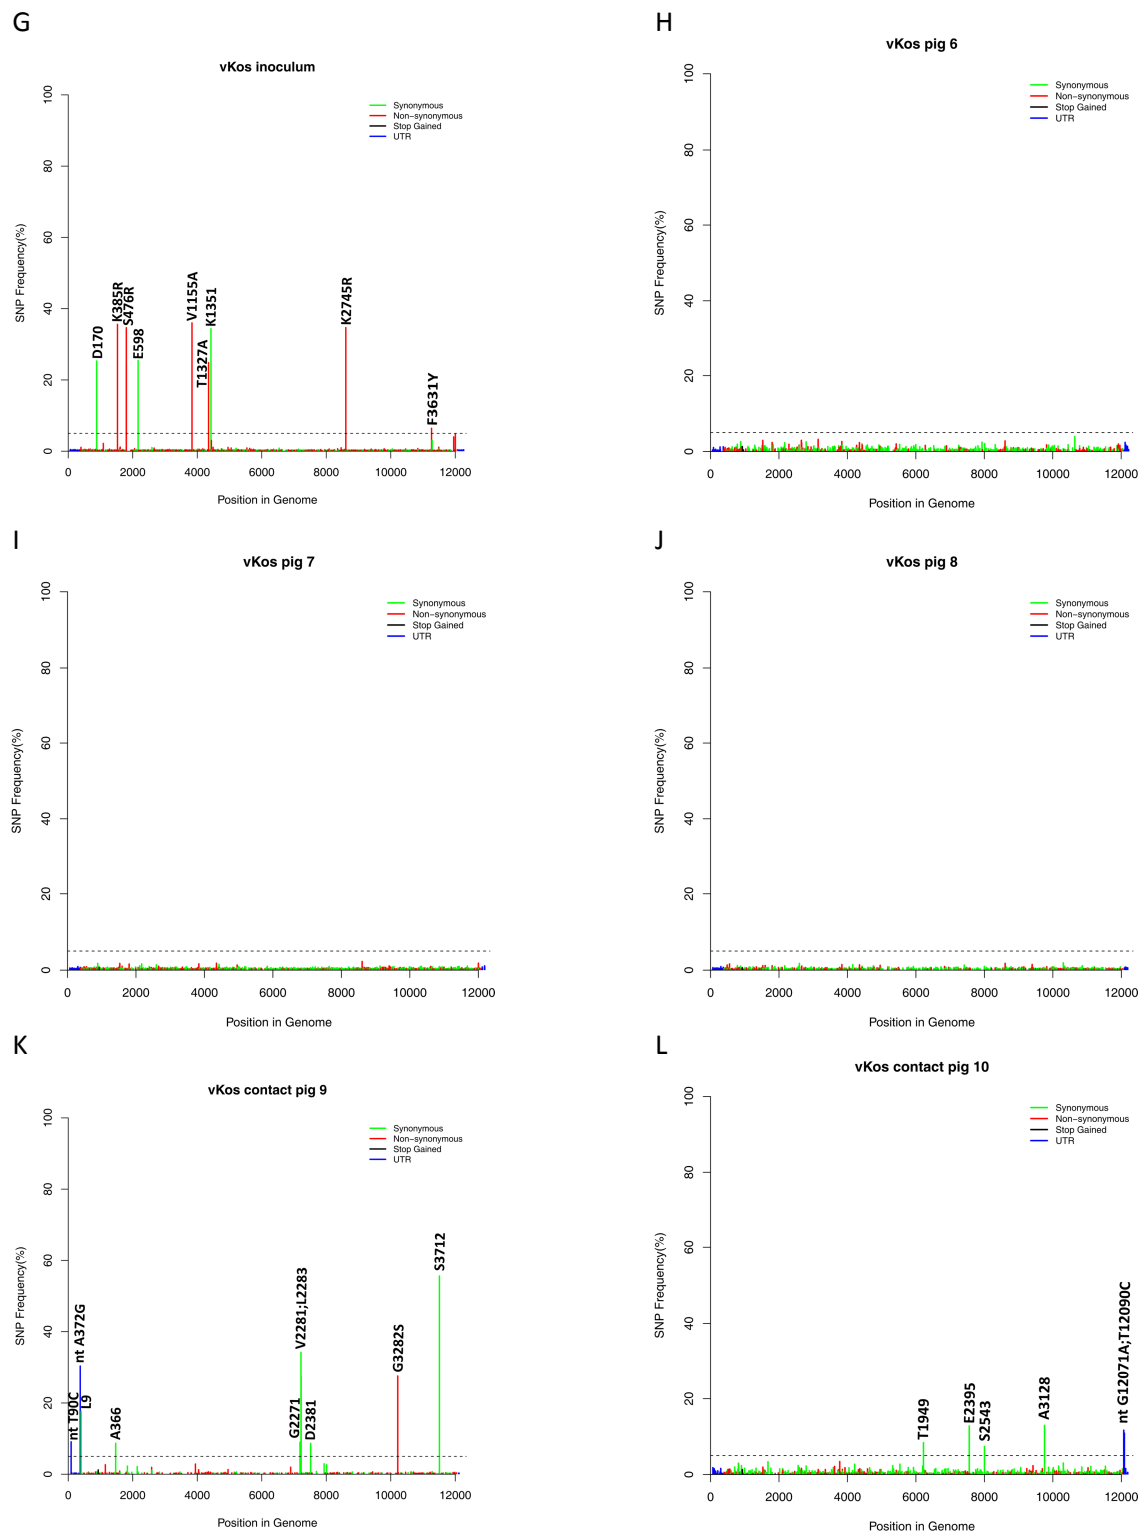 G
vKos inoculum
Synonymous
Non-synonymous
Stop Gained
UTR
SNP Frequency(%)
100
80
60
40
20
0
D170
K385R
S476R
E598
V1155A
T1327A
K1351
K2745R
F3631Y
0 2000 4000 6000 8000 10000 12000
Position in Genome
H
vKos pig 6
Synonymous
Non-synonymous
Stop Gained
UTR
SNP Frequency(%)
100
80
60
40
20
0
0 2000 4000 6000 8000 10000 12000
Position in Genome
I
vKos pig 7
Synonymous
Non-synonymous
Stop Gained
UTR
SNP Frequency(%)
100
80
60
40
20
0
0 2000 4000 6000 8000 10000 12000
Position in Genome
J
vKos pig 8
Synonymous
Non-synonymous
Stop Gained
UTR
SNP Frequency(%)
100
80
60
40
20
0
0 2000 4000 6000 8000 10000 12000
Position in Genome
K
vKos contact pig 9
Synonymous
Non-synonymous
Stop Gained
UTR
SNP Frequency(%)
100
80
60
40
20
0
nt T90C
nt A372G
L9
A366
G2271
V2281;L2283
D2381
G3282S
S3712
0 2000 4000 6000 8000 10000 12000
Position in Genome
L
vKos contact pig 10
Synonymous
Non-synonymous
Stop Gained
UTR
SNP Frequency(%)
100
80
60
40
20
0
T1949
E2395
S2543
A3128
nt G12071A;T12090C
0 2000 4000 6000 8000 10000 12000
Position in Genome